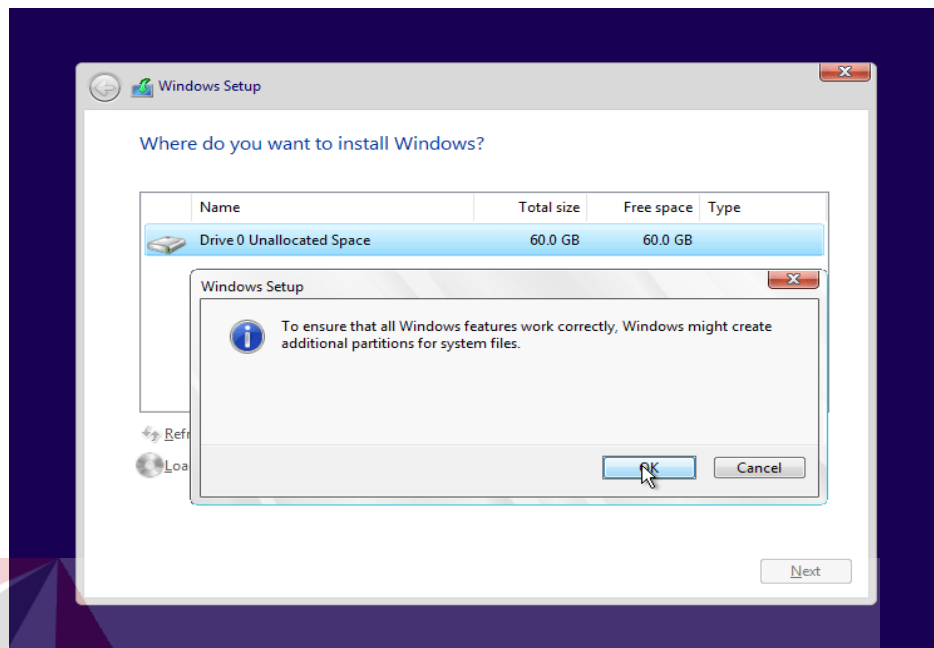 Windows Setup
Where do you want to install Windows?
Name Total size Free space Type
Drive 0 Unallocated Space 60.0 GB 60.0 GB
Windows Setup
To ensure that all Windows features work correctly, Windows might create
additional partitions for system files.
Refr
Loa
OK Cancel
Next